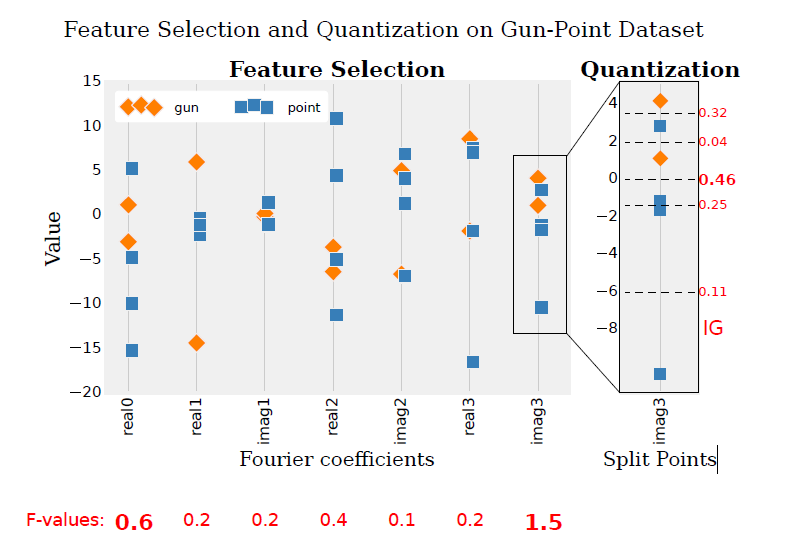 Feature Selection and Quantization on Gun-Point Dataset
Feature Selection
Quantization
gun
point
Value
15
10
5
0
−5
−10
−15
−20
real0
real1
imag1
real2
imag2
real3
imag3
Fourier coefficients
4
2
0
−2
−4
−6
−8
0.32
0.04
0.46
0.25
0.11
IG
imag3
Split Points
F-values: 0.6 0.2 0.2 0.4 0.1 0.2 1.5